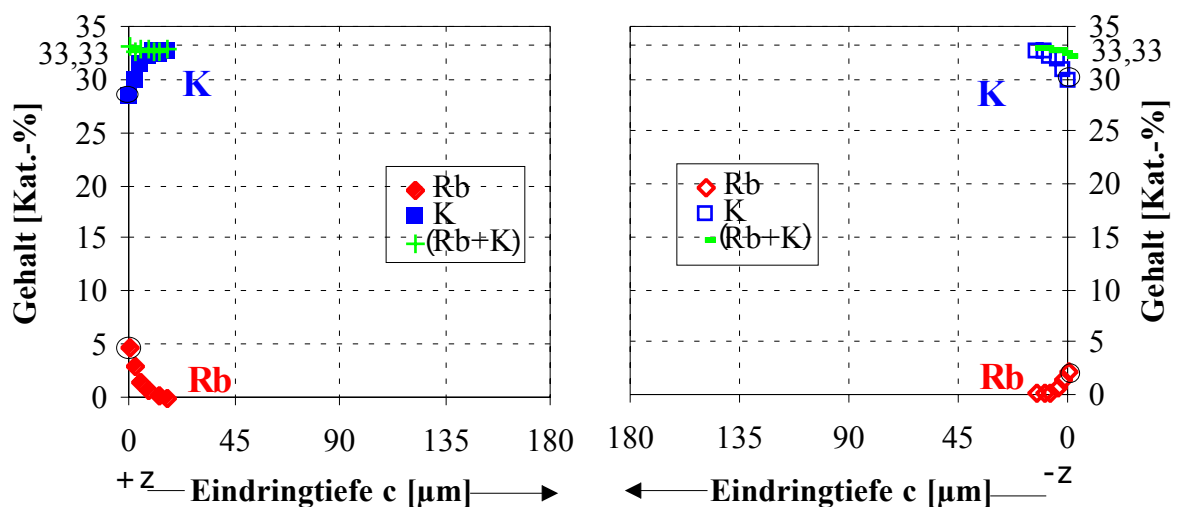 Gehalt [Kat.-%]
35
33,33
30
25
20
15
10
5
0
K
Rb
K
(Rb+K)
Rb
0 45 90 135 180
+z Eindringtiefe c [µm]
35
33,33
30
25
20
15
10
5
0
Gehalt [Kat.-%]
K
Rb
K
(Rb+K)
Rb
180 135 90 45 0
Eindringtiefe c [µm] -z